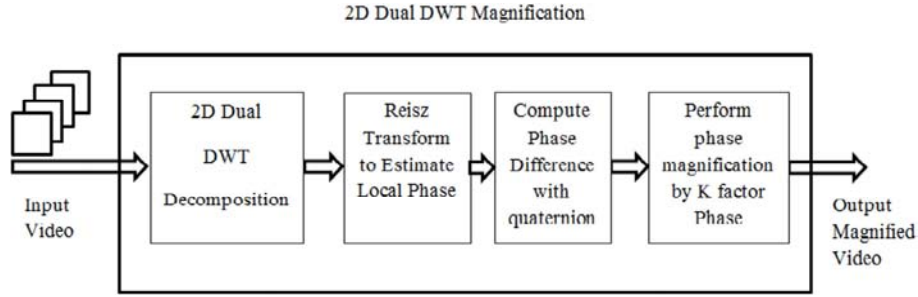 2D Dual DWT Magnification
2D Dual
DWT
Decomposition
Reisz
Transform
to Estimate
Local Phase
Compute
Phase
Difference
with
quaternion
Perform
phase
magnification
by K factor
Phase
Input
Video
Output
Magnified
Video